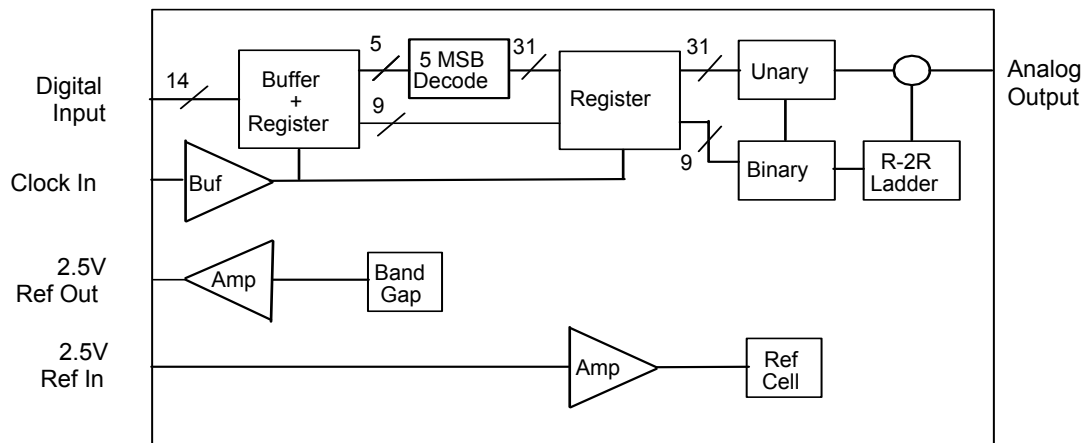 Digital
Input
14
Buffer
+
Register
5
9
5 MSB
Decode
31
Register
31
9
Unary
Binary
R-2R
Ladder
Analog
Output
Clock In
Buf
2.5V
Ref Out
Amp
Band
Gap
2.5V
Ref In
Amp
Ref
Cell